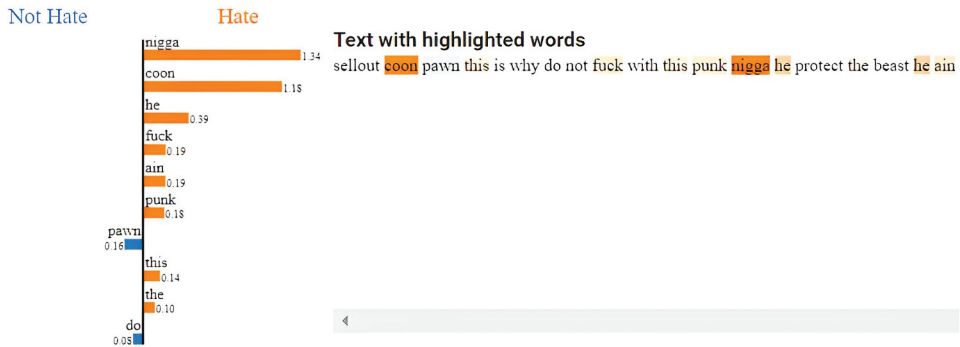 Not Hate
Hate
nigga
1.34
coon
1.18
he
0.39
fuck
0.19
ain
0.19
punk
0.18
pawn
0.16
this
0.14
the
0.10
do
0.08
Text with highlighted words
sellout coon pawn this is why do not fuck with this punk nigga he protect the beast he ain